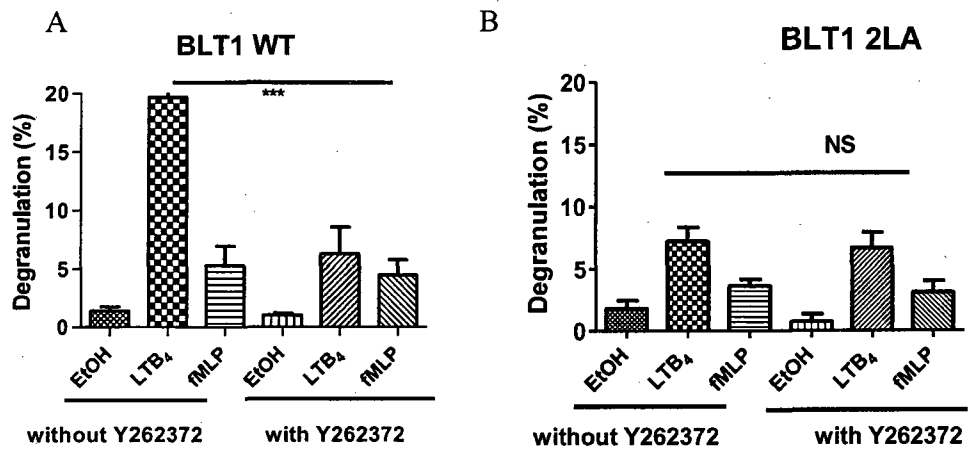 A
BLT1 WT
***
Degranulation (%)
20
15
10
5
0
EtOH
LTB4
fMLP
EtOH
LTB4
fMLP
without Y262372
with Y262372
B
BLT1 2LA
NS
Degranulation (%)
20
15
10
5
0
EtOH
LTB4
fMLP
EtOH
LTB4
fMLP
without Y262372
with Y262372